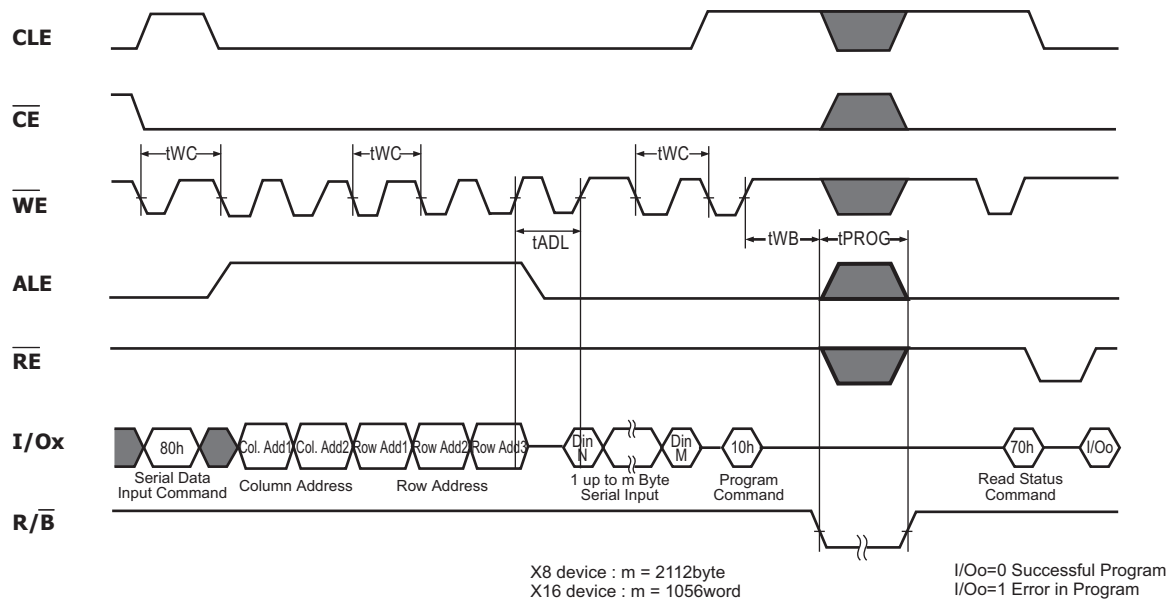 CLE
CE
tWC tWC tWC
WE
tADL
tWB tPROG
ALE
RE
I/Ox
80h Col. Add1 Col. Add2 Row Add1 Row Add2 Row Add3 Din N Din M 10h 70h I/Oo
Serial Data Input Command
Column Address
Row Address
1 up to m Byte Serial Input
Program Command
Read Status Command
R/B
X8 device : m = 2112byte
X16 device : m = 1056word
I/Oo=0 Successful Program
I/Oo=1 Error in Program